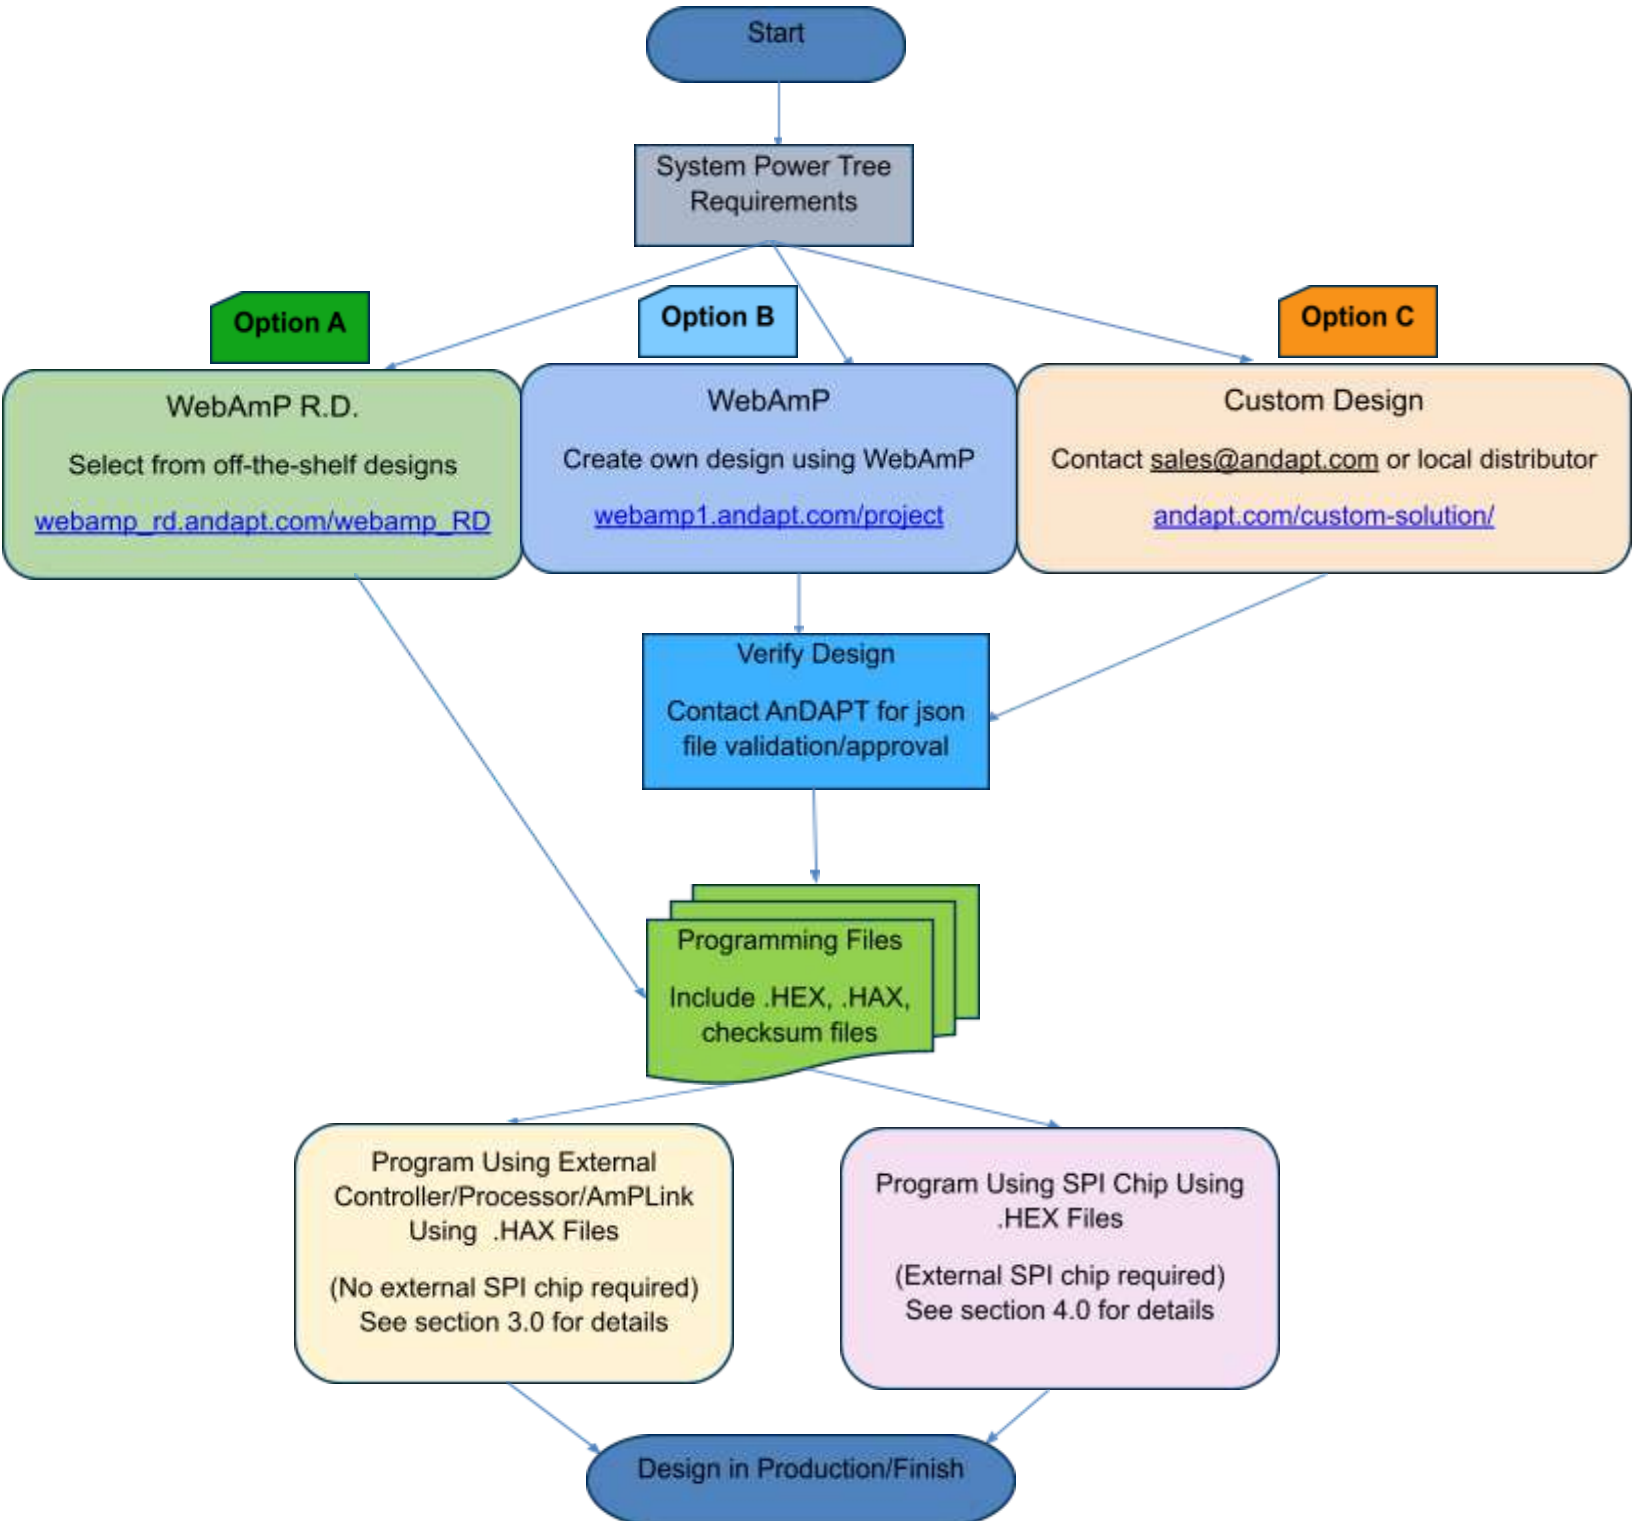 Start
System Power Tree
Requirements
Option A
Option B
Option C
WebAmP R.D.
Select from off-the-shelf designs
webamp_rd.andapt.com/webamp_RD
WebAmP
Create own design using WebAmP
webamp1.andapt.com/project
Custom Design
Contact sales@andapt.com or local distributor
andapt.com/custom-solution/
Verify Design
Contact AnDAPT for json
file validation/approval
Programming Files
Include .HEX, .HAX,
checksum files
Program Using External
Controller/Processor/AmPLink
Using .HAX Files
(No external SPI chip required)
See section 3.0 for details
Program Using SPI Chip Using
.HEX Files
(External SPI chip required)
See section 4.0 for details
Design in Production/Finish